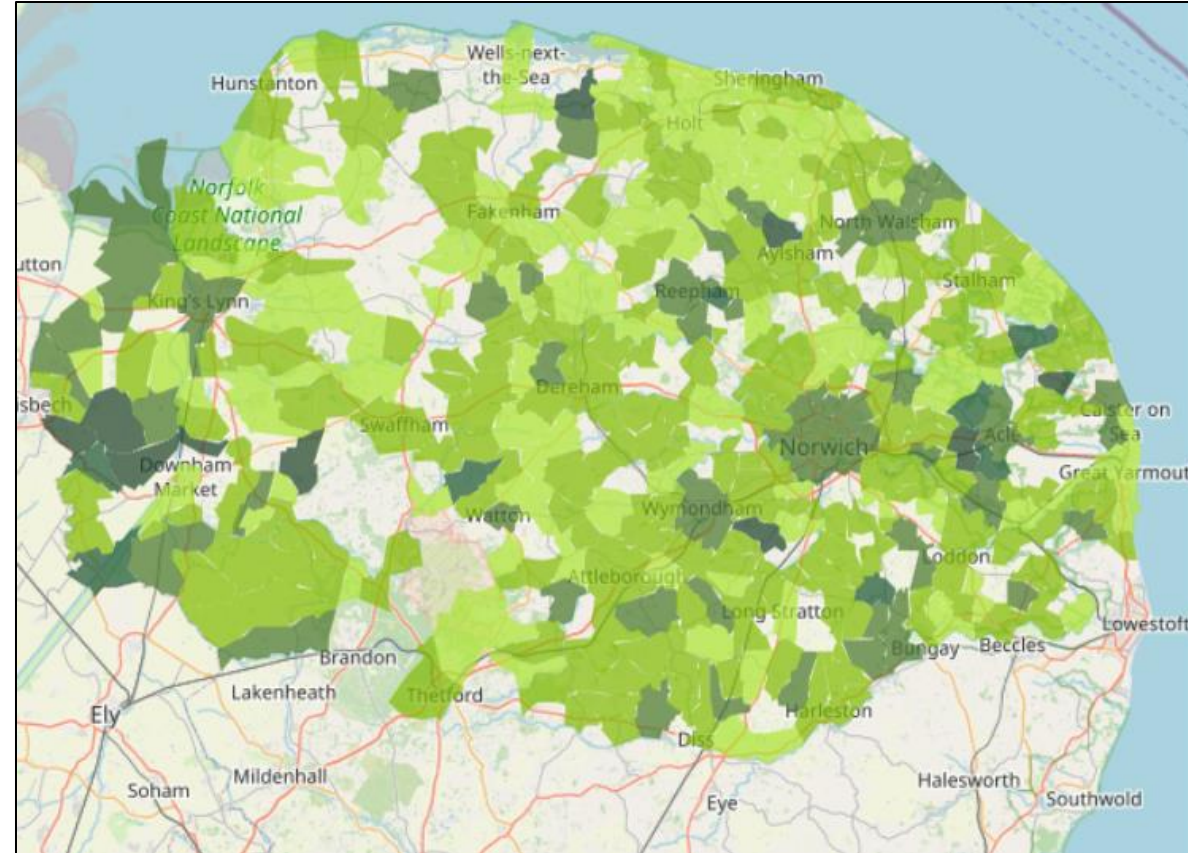 Wells-next-
the-Sea
Hunstanton
Sheringham
Holt
Norfolk
Coast National
Landscape
Fakenham
North Walsham
Aylsham
utton
Reepham
Stalham
King's Lynn
Dereham
isbech
Swaffham
Caister on
Sea
Norwich
Acle
Downham
Market
Great Yarmout
Watton
Wymondham
Loddon
Attleborough
Long Stratton
Lowestoft
Brandon
Bungay
Beccles
Lakenheath
Thetford
Ely
Harleston
Diss
Mildenhall
Halesworth
Soham
Eye
Southwold